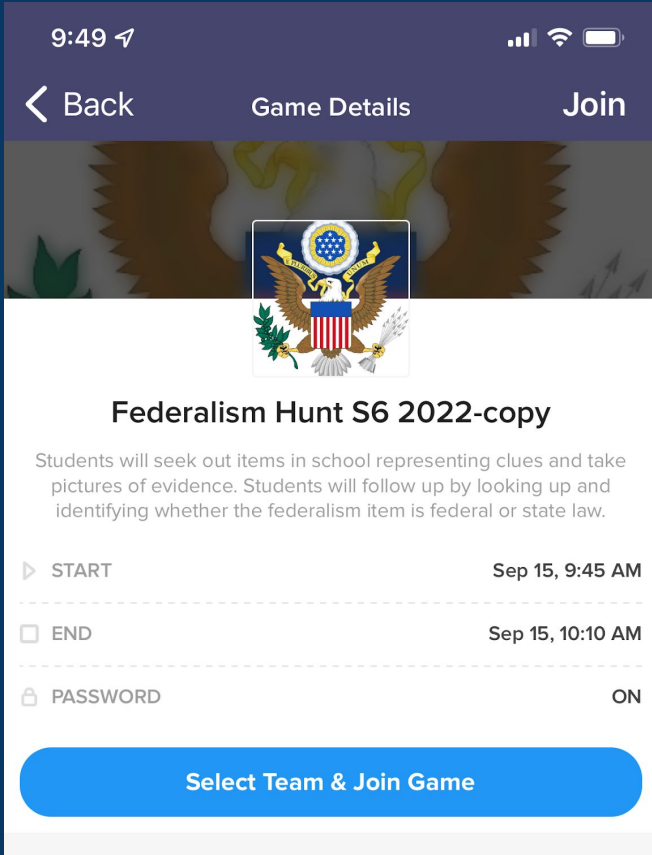 9:49
Back Game Details Join
E PLURIBUS UNUM
Federalism Hunt S6 2022-copy
Students will seek out items in school representing clues and take
pictures of evidence. Students will follow up by looking up and
identifying whether the federalism item is federal or state law.
START Sep 15, 9:45 AM
END Sep 15, 10:10 AM
PASSWORD ON
Select Team & Join Game